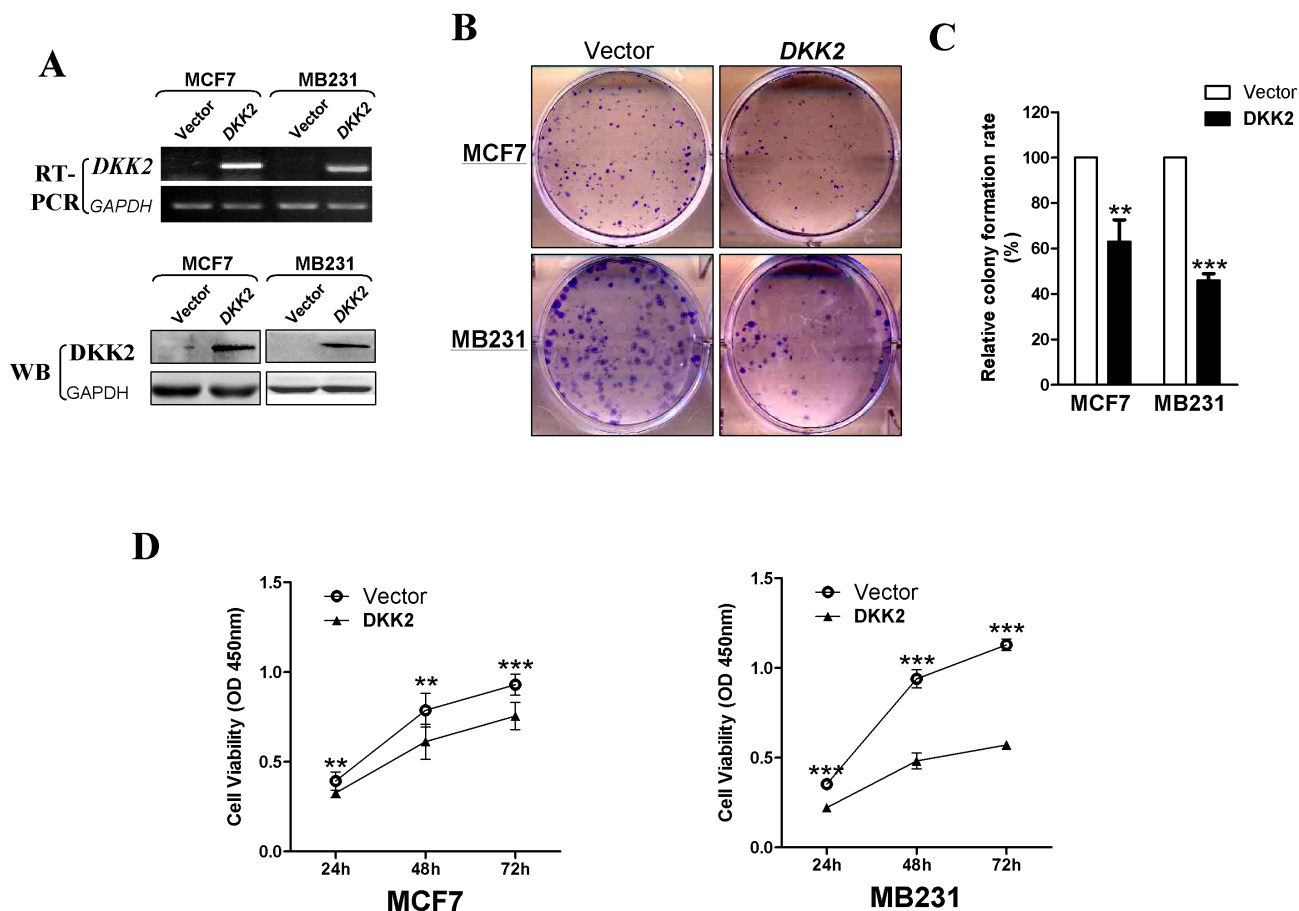 A
MCF7 MB231
Vector DKK2 Vector DKK2
RT-PCR
DKK2
GAPDH
MCF7 MB231
Vector DKK2 Vector DKK2
WB
DKK2
GAPDH
B
Vector DKK2
MCF7
MB231
C
Vector
DKK2
Relative colony formation rate
(%)
120
100
80
60
40
20
0
**
***
MCF7 MB231
D
Cell Viability (OD 450nm)
1.5
1.0
0.5
0.0
Vector
DKK2
** ** ***
24h 48h 72h
MCF7
Cell Viability (OD 450nm)
1.5
1.0
0.5
0.0
Vector
DKK2
*** *** ***
24h 48h 72h
MB231